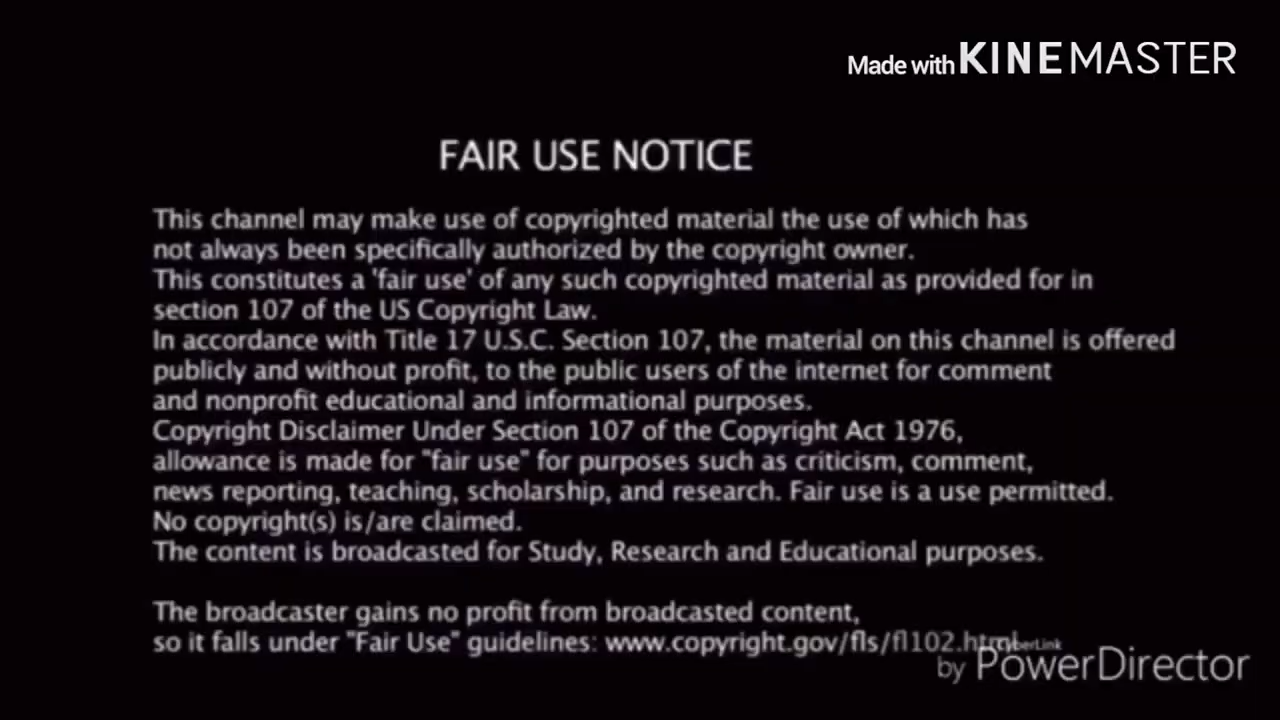 Made with KINEMASTER
FAIR USE NOTICE
This channel may make use of copyrighted material the use of which has
not always been specifically authorized by the copyright owner.
This constitutes a 'fair use' of any such copyrighted material as provided for in
section 107 of the US Copyright Law.
In accordance with Title 17 U.S.C. Section 107, the material on this channel is offered
publicly and without profit, to the public users of the internet for comment
and nonprofit educational and informational purposes.
Copyright Disclaimer Under Section 107 of the Copyright Act 1976,
allowance is made for "fair use" for purposes such as criticism, comment,
news reporting, teaching, scholarship, and research. Fair use is a use permitted.
No copyright(s) is/are claimed.
The content is broadcasted for Study, Research and Educational purposes.
The broadcaster gains no profit from broadcasted content,
so it falls under "Fair Use" guidelines: www.copyright.gov/fls/fl102.html
by PowerDirector